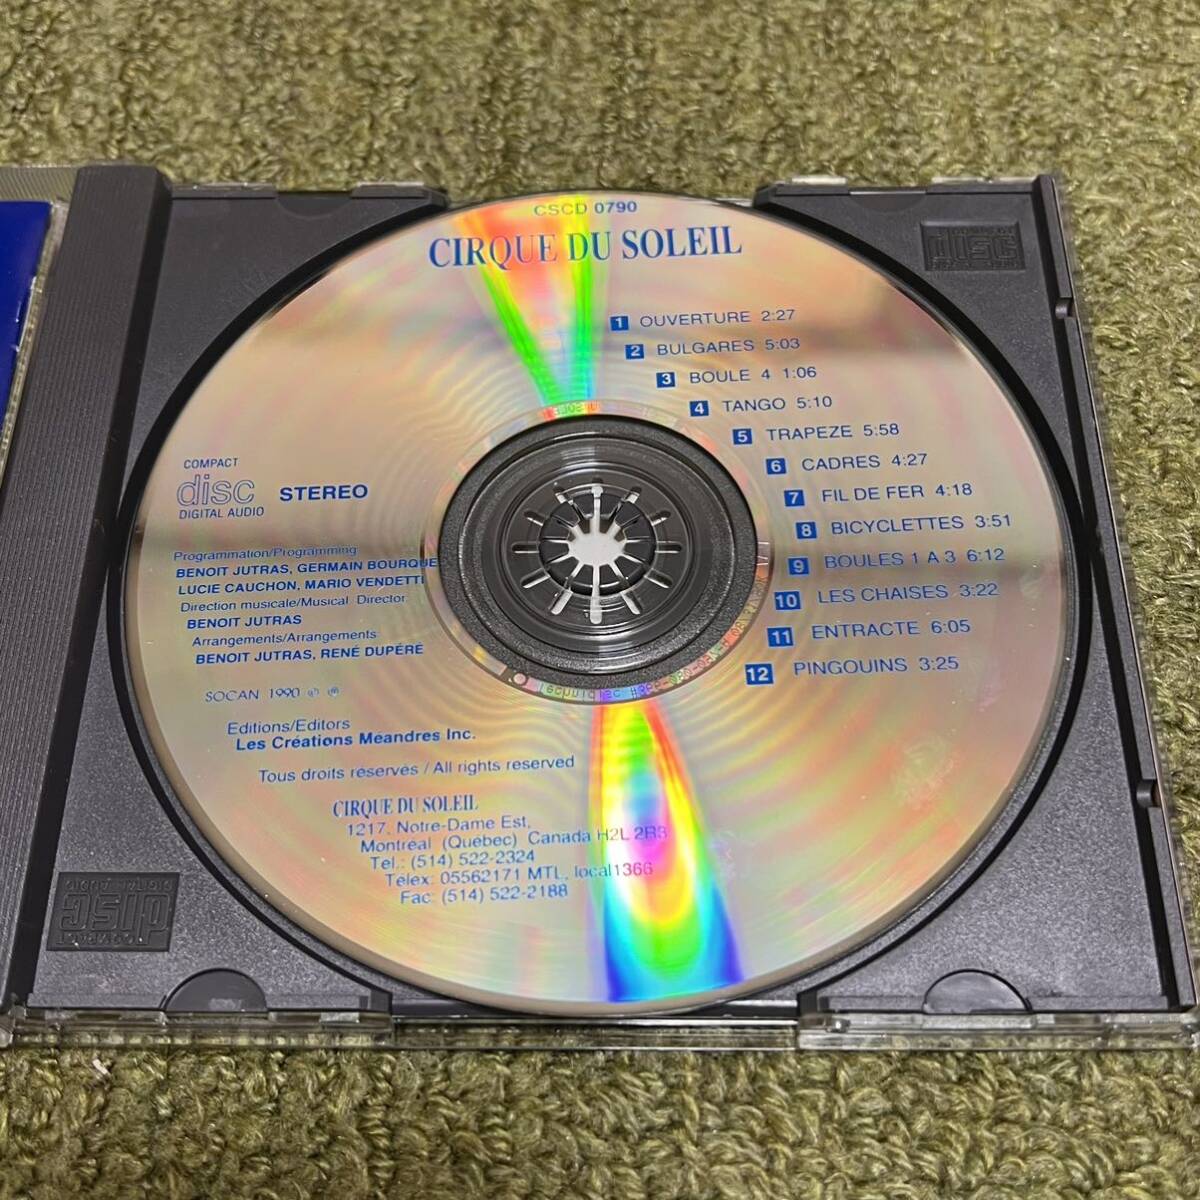 CSCD 0790
CIRQUE DU SOLEIL
1 OUVERTURE 2:27
2 BULGARES 5:03
3 BOULE 4 1:06
4 TANGO 5:10
5 TRAPEZE 5:58
6 CADRES 4:27
7 FIL DE FER 4:18
8 BICYCLETTES 3:51
9 BOULES 1 A 3 6:12
10 LES CHAISES 3:22
11 ENTRACTE 6:05
12 PINGOUINS 3:25
COMPACT
disc
DIGITAL AUDIO
STEREO
Programmation/Programming
BENOIT JUTRAS, GERMAIN BOURQUE
LUCIE CAUCHON, MARIO VENDETTI
Direction musicale/Musical Director
BENOIT JUTRAS
Arrangements/Arrangements
BENOIT JUTRAS, RENÉ DUPÉRÉ
SOCAN 1990
Editions/Editors
Les Créations Meandres Inc.
Tous droits réservés / All rights reserved
CIRQUE DU SOLEIL
1217, Notre-Dame Est,
Montréal (Québec) Canada H2L 2R3
Tel.: (514) 522-2324
Telex: 05562171 MTL, local1366
Fac: (514) 522-2188
COMPACT
disc
DIGITAL AUDIO
disc